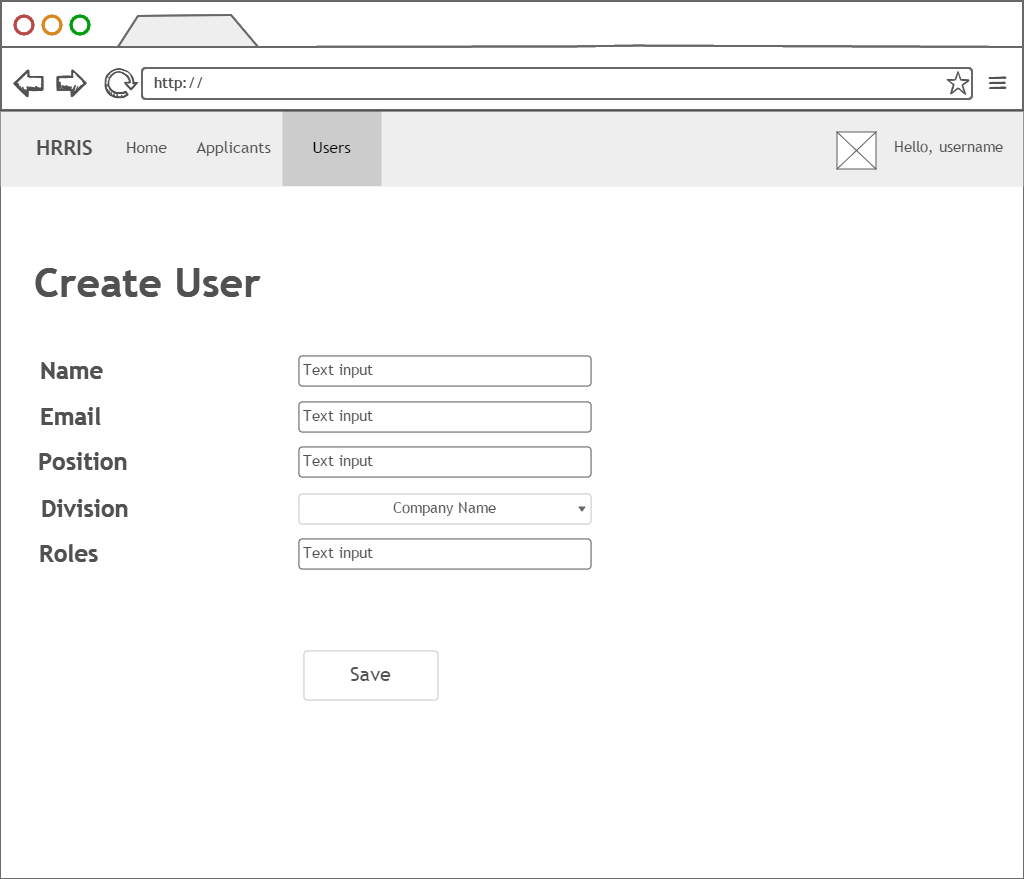 http://
HRRIS Home Applicants Users Hello, username
Create User
Name Text input
Email Text input
Position Text input
Division Company Name
Roles Text input
Save